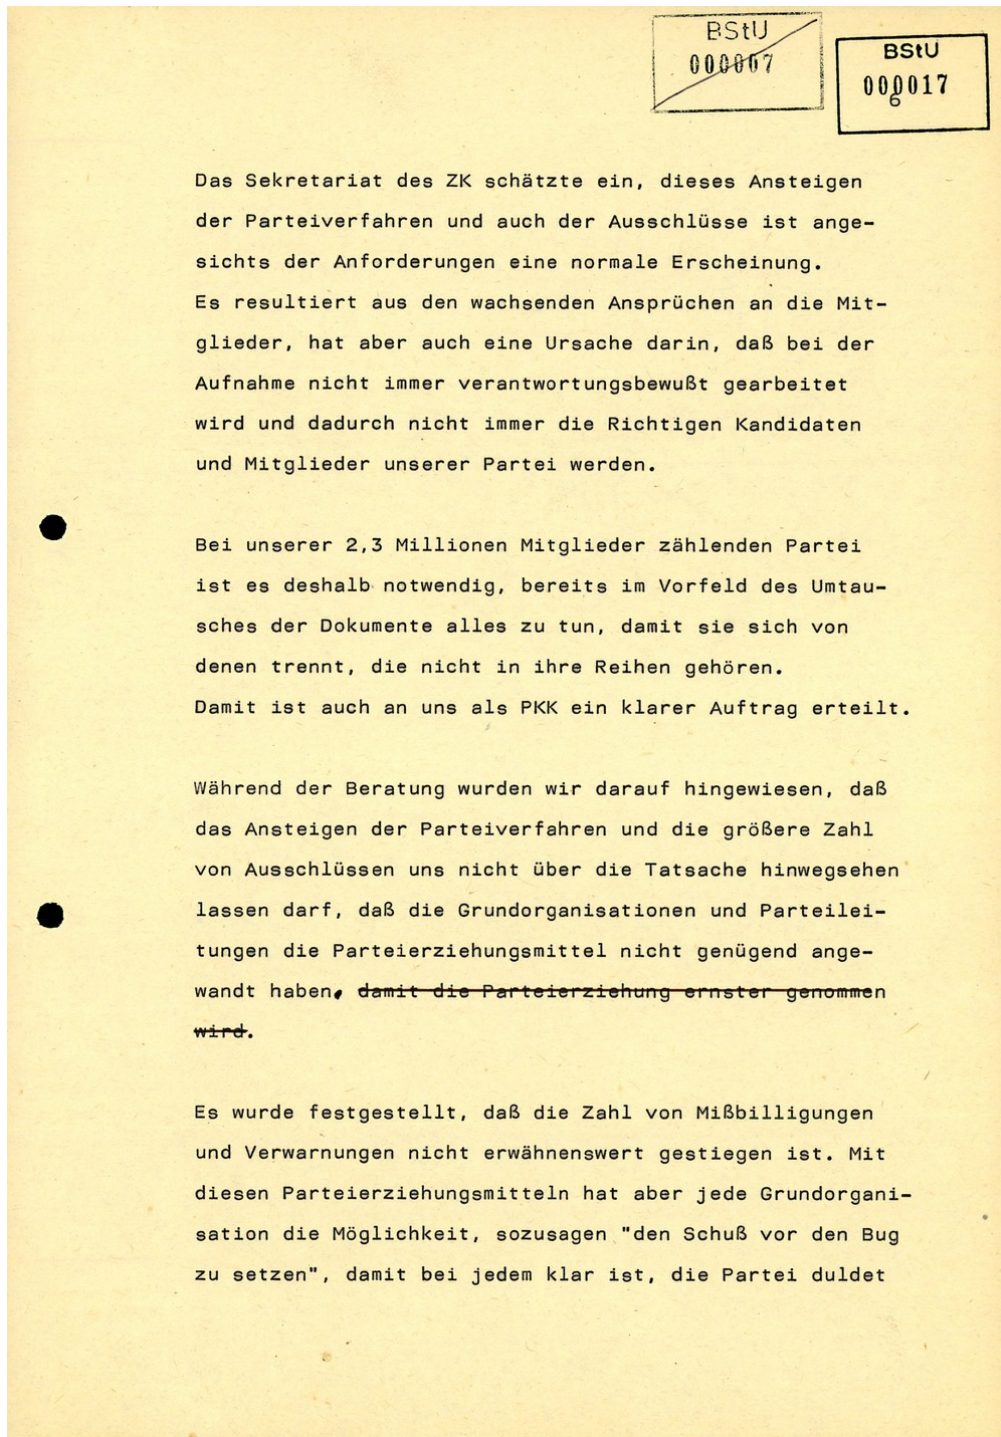 BStU
000007
BStU
000017
6
Das Sekretariat des ZK schätzte ein, dieses Ansteigen
der Parteiverfahren und auch der Ausschlüsse ist ange-
sichts der Anforderungen eine normale Erscheinung.
Es resultiert aus den wachsenden Ansprüchen an die Mit-
glieder, hat aber auch eine Ursache darin, daß bei der
Aufnahme nicht immer verantwortungsbewußt gearbeitet
wird und dadurch nicht immer die Richtigen Kandidaten
und Mitglieder unserer Partei werden.
Bei unserer 2,3 Millionen Mitglieder zählenden Partei
ist es deshalb notwendig, bereits im Vorfeld des Umtau-
sches der Dokumente alles zu tun, damit sie sich von
denen trennt, die nicht in ihre Reihen gehören.
Damit ist auch an uns als PKK ein klarer Auftrag erteilt.
Während der Beratung wurden wir darauf hingewiesen, daß
das Ansteigen der Parteiverfahren und die größere Zahl
von Ausschlüssen uns nicht über die Tatsache hinwegsehen
lassen darf, daß die Grundorganisationen und Parteilei-
tungen die Parteierziehungsmittel nicht genügend ange-
wandt haben, damit die Parteierziehung ernster genommen
wird.
Es wurde festgestellt, daß die Zahl von Mißbilligungen
und Verwarnungen nicht erwähnenswert gestiegen ist. Mit
diesen Parteierziehungsmitteln hat aber jede Grundorgani-
sation die Möglichkeit, sozusagen "den Schuß vor den Bug
zu setzen", damit bei jedem klar ist, die Partei duldet